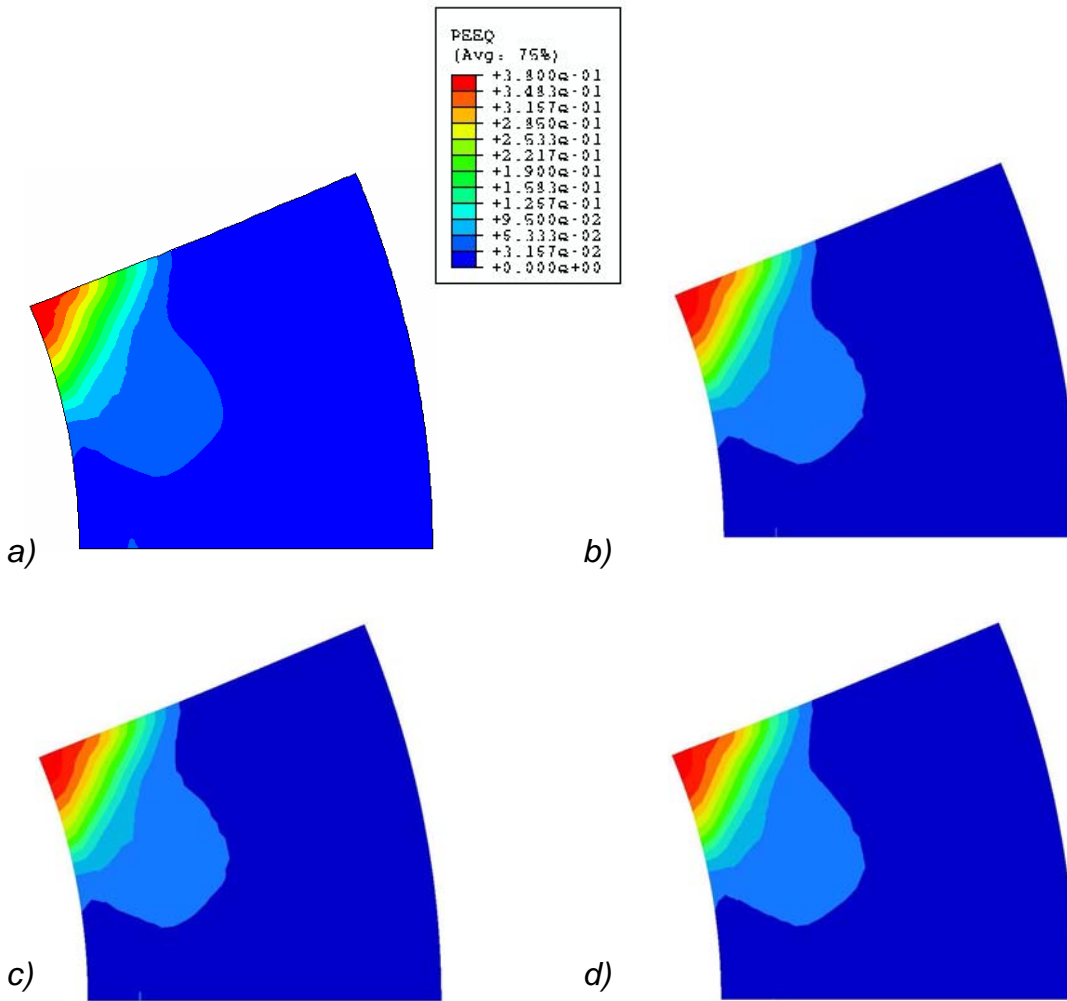 PEEQ
(Avg: 75%)
+3.800e-01
+3.483e-01
+3.167e-01
+2.850e-01
+2.533e-01
+2.217e-01
+1.900e-01
+1.583e-01
+1.267e-01
+9.500e-02
+6.333e-02
+3.167e-02
+0.000e+00
a)
b)
c)
d)